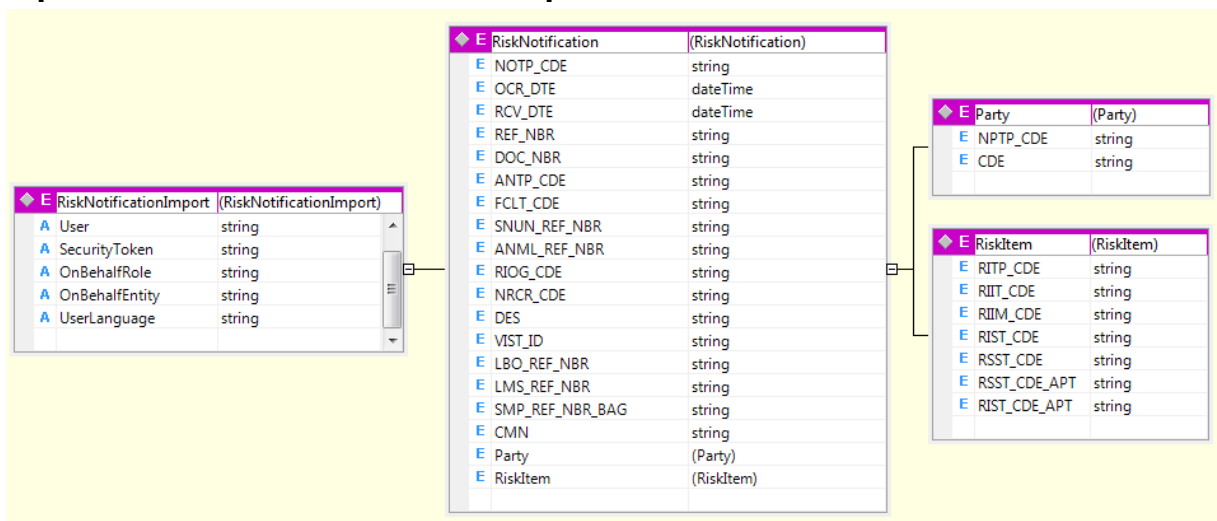 E RiskNotificationImport (RiskNotificationImport)
A User string
A SecurityToken string
A OnBehalfRole string
A OnBehalfEntity string
A UserLanguage string
E RiskNotification (RiskNotification)
E NOTP_CDE string
E OCR_DTE dateTime
E RCV_DTE dateTime
E REF_NBR string
E DOC_NBR string
E ANTP_CDE string
E FCLT_CDE string
E SNUN_REF_NBR string
E ANML_REF_NBR string
E RIOG_CDE string
E NRCR_CDE string
E DES string
E VIST_ID string
E LBO_REF_NBR string
E LMS_REF_NBR string
E SMP_REF_NBR_BAG string
E CMN string
E Party (Party)
E RiskItem (RiskItem)
E Party (Party)
E NPTP_CDE string
E CDE string
E RiskItem (RiskItem)
E RITP_CDE string
E RIIT_CDE string
E RIIM_CDE string
E RIST_CDE string
E RSST_CDE string
E RSST_CDE_APT string
E RIST_CDE_APT string